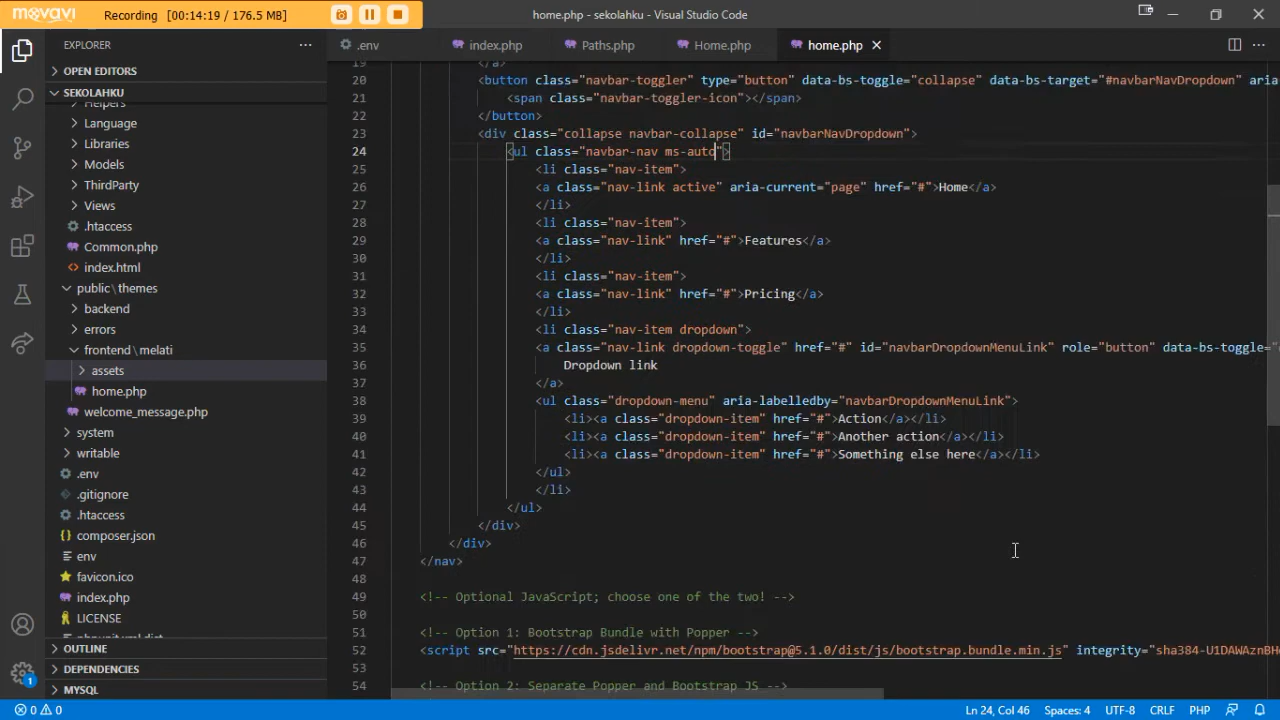 movavi Recording 00:14:19 / 176.5 MB
home.php - sekolahku - Visual Studio Code
EXPLORER
.env index.php Paths.php Home.php home.php
OPEN EDITORS
SEKOLAHKU
Helpers
Language
Libraries
Models
ThirdParty
Views
.htaccess
Common.php
index.html
public\themes
backend
errors
frontend\melati
assets
home.php
welcome_message.php
system
writable
.env
.gitignore
.htaccess
composer.json
env
favicon.ico
index.php
LICENSE
phpunit.xml.dist
OUTLINE
DEPENDENCIES
MYSQL
19 </a>
20 <button class="navbar-toggler" type="button" data-bs-toggle="collapse" data-bs-target="#navbarNavDropdown" aria
21 <span class="navbar-toggler-icon"></span>
22 </button>
23 <div class="collapse navbar-collapse" id="navbarNavDropdown">
24 <ul class="navbar-nav ms-auto">
25 <li class="nav-item">
26 <a class="nav-link active" aria-current="page" href="#">Home</a>
27 </li>
28 <li class="nav-item">
29 <a class="nav-link" href="#">Features</a>
30 </li>
31 <li class="nav-item">
32 <a class="nav-link" href="#">Pricing</a>
33 </li>
34 <li class="nav-item dropdown">
35 <a class="nav-link dropdown-toggle" href="#" id="navbarDropdownMenuLink" role="button" data-bs-toggle="
36 Dropdown link
37 </a>
38 <ul class="dropdown-menu" aria-labelledby="navbarDropdownMenuLink">
39 <li><a class="dropdown-item" href="#">Action</a></li>
40 <li><a class="dropdown-item" href="#">Another action</a></li>
41 <li><a class="dropdown-item" href="#">Something else here</a></li>
42 </ul>
43 </li>
44 </ul>
45 </div>
46 </div>
47 </nav>
48
49 <!-- Optional JavaScript; choose one of the two! -->
50
51 <!-- Option 1: Bootstrap Bundle with Popper -->
52 <script src="https://cdn.jsdelivr.net/npm/bootstrap@5.1.0/dist/js/bootstrap.bundle.min.js" integrity="sha384-U1DAWAznBH
53
54 <!-- Option 2: Separate Popper and Bootstrap JS -->
1
0 0 Ln 24, Col 46 Spaces: 4 UTF-8 CRLF PHP